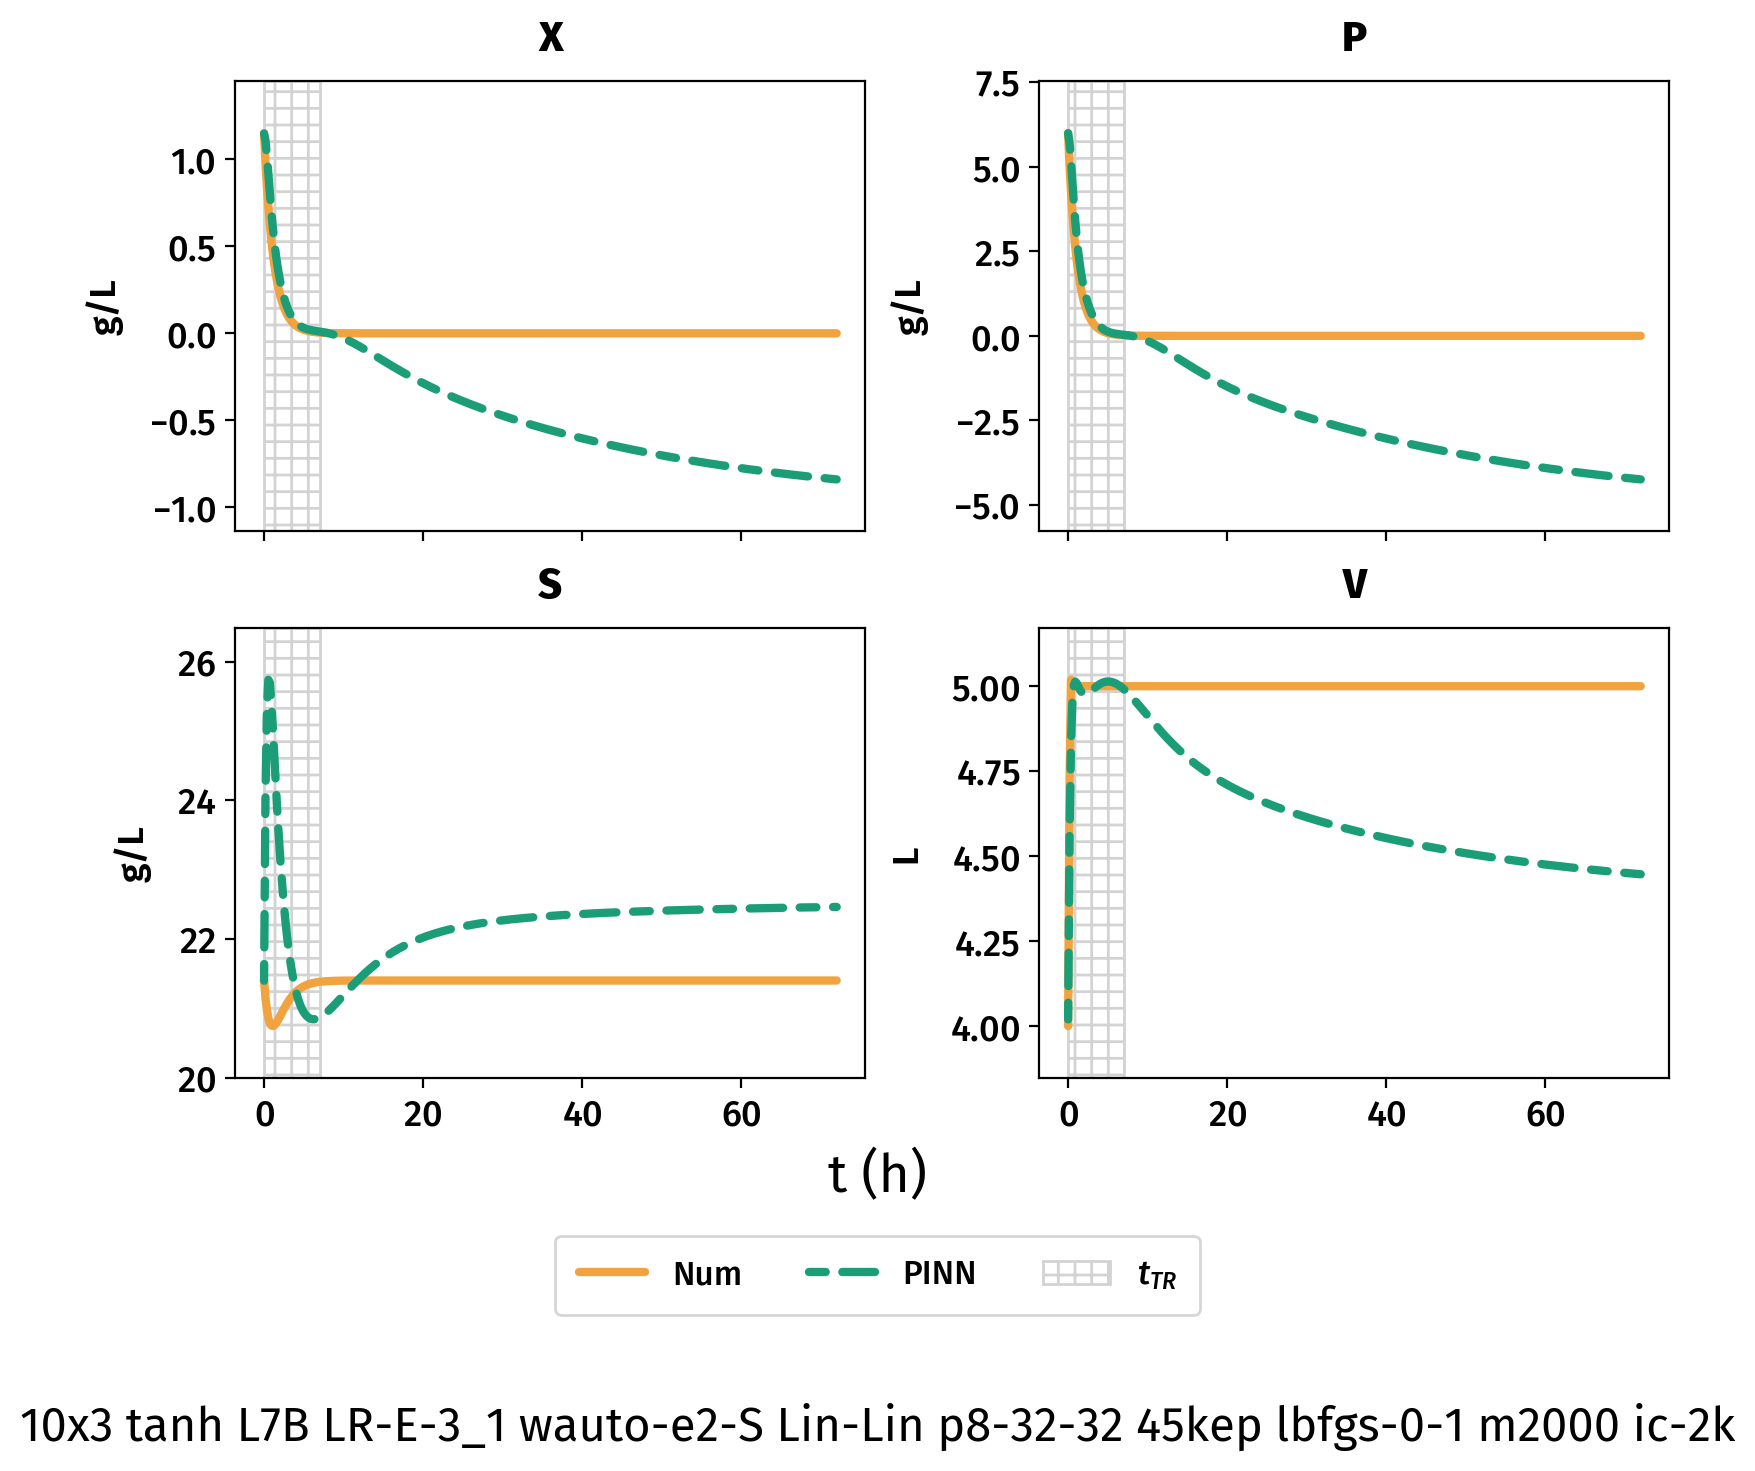 X
P
g/L
1.0
0.5
0.0
−0.5
−1.0
g/L
7.5
5.0
2.5
0.0
−2.5
−5.0
S
V
g/L
26
24
22
20
0 20 40 60
L
5.00
4.75
4.50
4.25
4.00
0 20 40 60
t (h)
Num PINN tTR
10x3 tanh L7B LR-E-3_1 wauto-e2-S Lin-Lin p8-32-32 45kep lbfgs-0-1 m2000 ic-2k